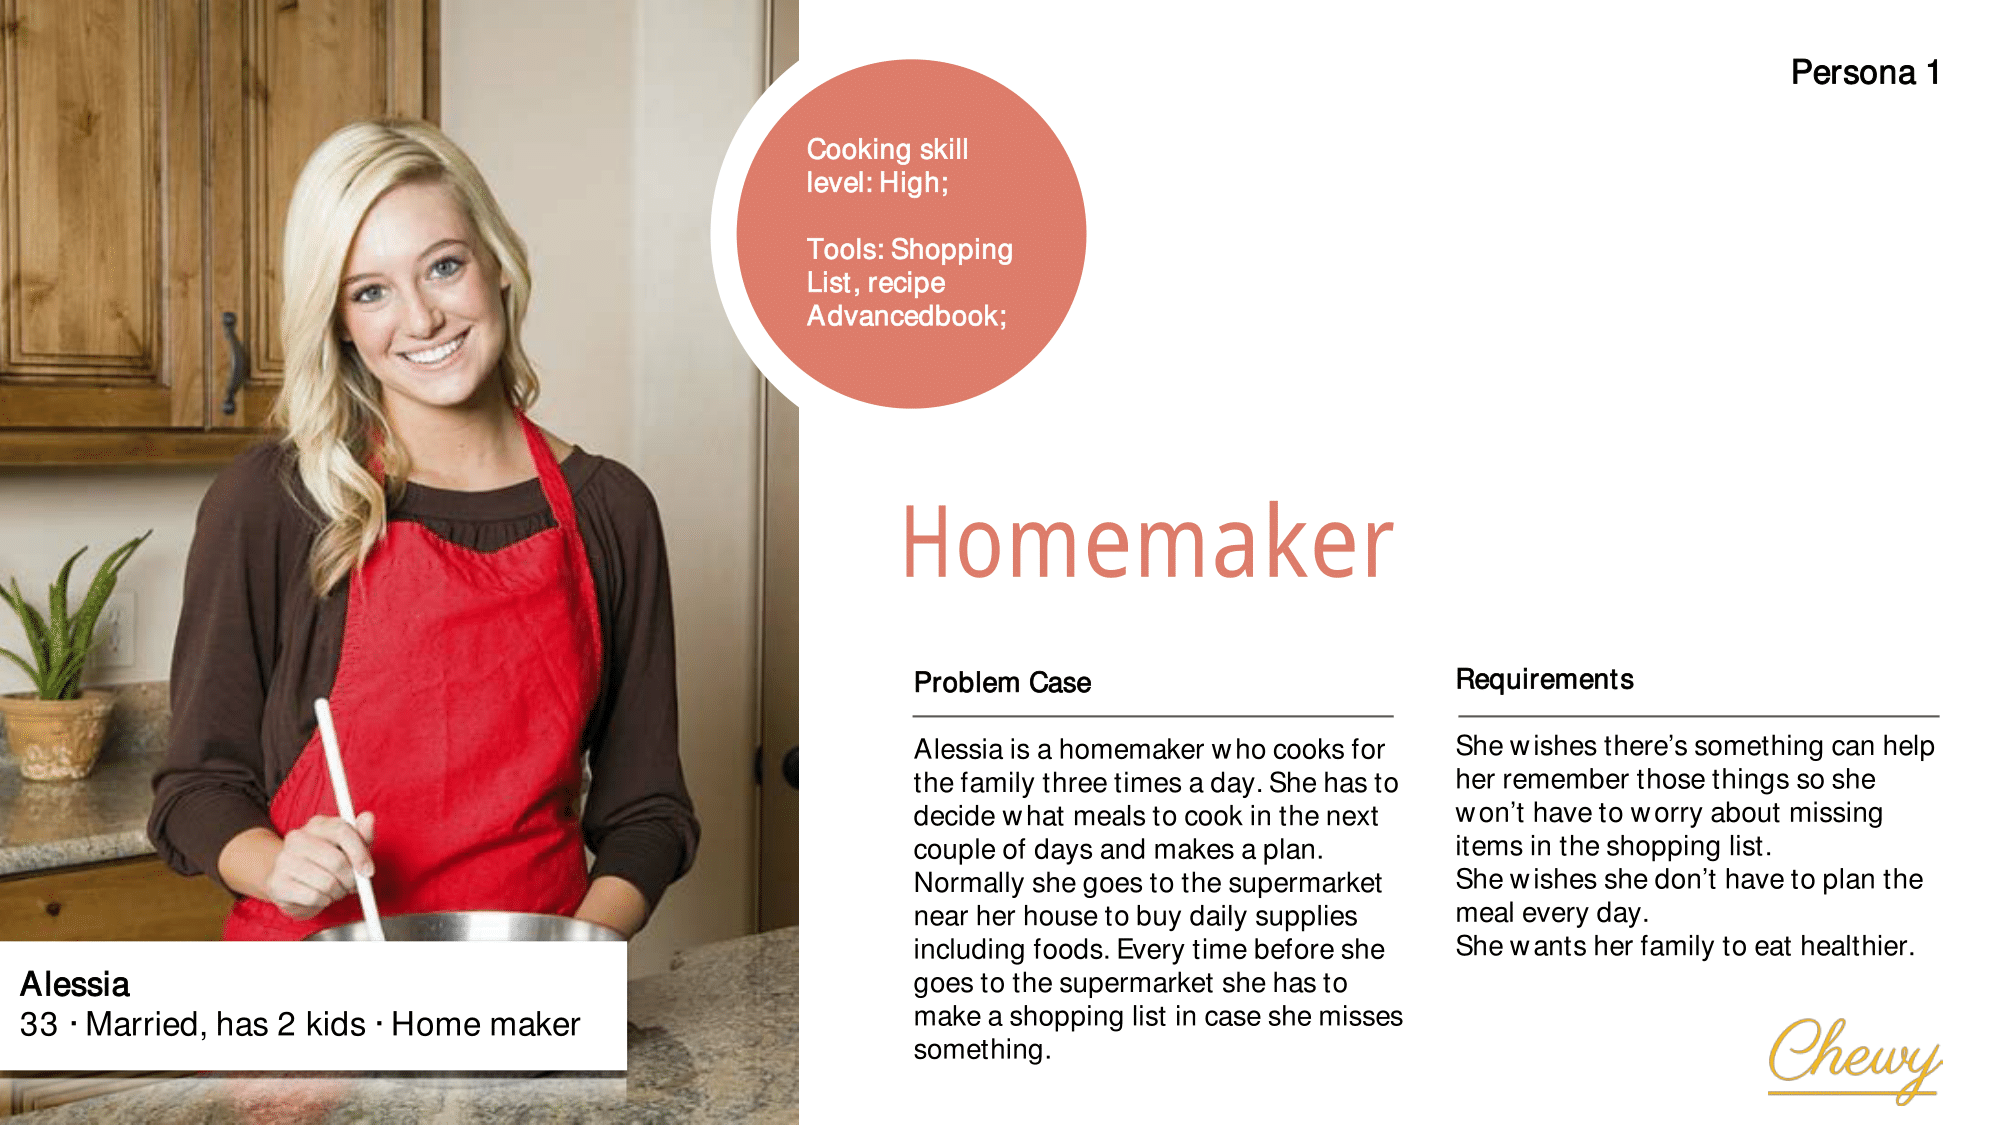 Persona 1
Cooking skill
level: High;
Tools: Shopping
List, recipe
Advancedbook;
Homemaker
Problem Case
Alessia is a homemaker who cooks for
the family three times a day. She has to
decide what meals to cook in the next
couple of days and makes a plan.
Normally she goes to the supermarket
near her house to buy daily supplies
including foods. Every time before she
goes to the supermarket she has to
make a shopping list in case she misses
something.
Requirements
She wishes there’s something can help
her remember those things so she
won’t have to worry about missing
items in the shopping list.
She wishes she don’t have to plan the
meal every day.
She wants her family to eat healthier.
Alessia
33 · Married, has 2 kids · Home maker
Chewy